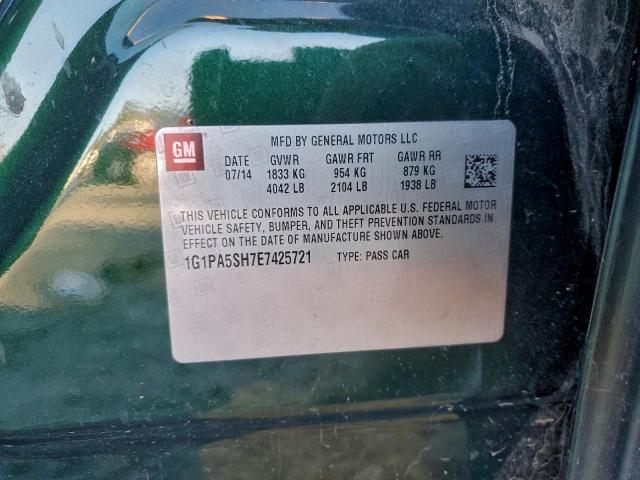 GM
MFD BY GENERAL MOTORS LLC
DATE GVWR GAWR FRT GAWR RR
07/14 1833 KG 954 KG 879 KG
4042 LB 2104 LB 1938 LB
THIS VEHICLE CONFORMS TO ALL APPLICABLE U.S. FEDERAL MOTOR
VEHICLE SAFETY, BUMPER, AND THEFT PREVENTION STANDARDS IN
EFFECT ON THE DATE OF MANUFACTURE SHOWN ABOVE.
1G1PA5SH7E7425721 TYPE: PASS CAR